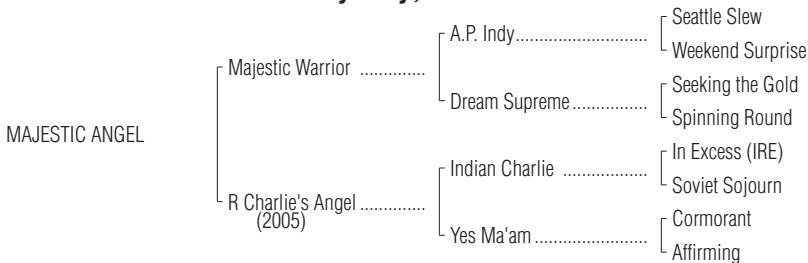 Seattle Slew
A.P. Indy..............................
Weekend Surprise
Majestic Warrior ..............
Seeking the Gold
Dream Supreme................
Spinning Round
MAJESTIC ANGEL
In Excess (IRE)
Indian Charlie ..................
Soviet Sojourn
R Charlie's Angel ..............
(2005)
Cormorant
Yes Ma'am........................
Affirming